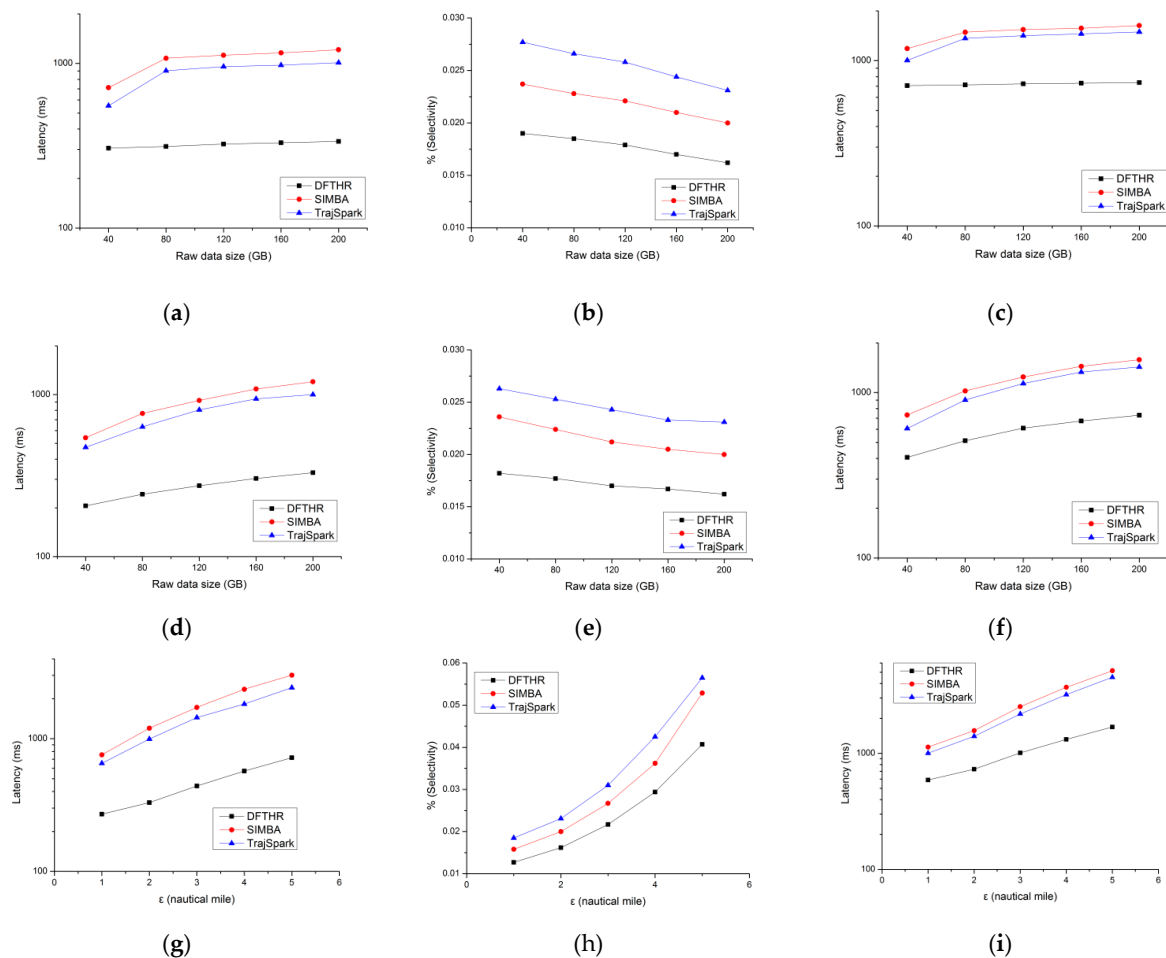 1000
100
Latency (ms)
40 80 120 160 200
Raw data size (GB)
DFTHR
SIMBA
TrajSpark
(a)
0.030
0.025
0.020
0.015
0.010
% (Selectivity)
0 40 80 120 160 200
Raw data size (GB)
DFTHR
SIMBA
TrajSpark
(b)
1000
100
Latency (ms)
40 80 120 160 200
Raw data size (GB)
DFTHR
SIMBA
TrajSpark
(c)
1000
100
Latency (ms)
40 80 120 160 200
Raw data size (GB)
DFTHR
SIMBA
TrajSpark
(d)
0.030
0.025
0.020
0.015
0.010
% (Selectivity)
0 40 80 120 160 200
Raw data size (GB)
DFTHR
SIMBA
TrajSpark
(e)
1000
100
Latency (ms)
40 80 120 160 200
Raw data size (GB)
DFTHR
SIMBA
TrajSpark
(f)
1000
100
Latency (ms)
0 1 2 3 4 5 6
ε (nautical mile)
DFTHR
SIMBA
TrajSpark
(g)
0.06
0.05
0.04
0.03
0.02
0.01
% (Selectivity)
0 2 4 6
ε (nautical mile)
DFTHR
SIMBA
TrajSpark
(h)
1000
100
Latency (ms)
0 1 2 3 4 5 6
ε (nautical mile)
DFTHR
SIMBA
TrajSpark
(i)